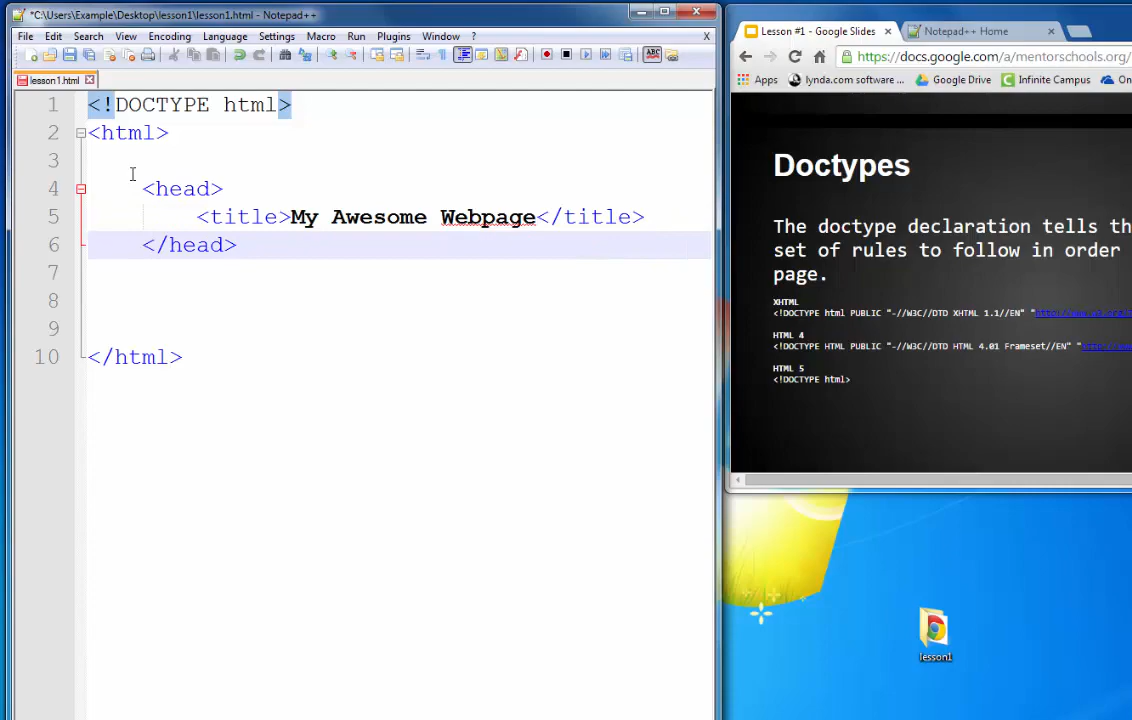 *C:\Users\Example\Desktop\lesson1\lesson1.html - Notepad++
File Edit Search View Encoding Language Settings Macro Run Plugins Window ? X
lesson1.html
1 <!DOCTYPE html>
2 <html>
3
4 <head>
5 <title>My Awesome Webpage</title>
6 </head>
7
8
9
10 </html>
Lesson #1 - Google Slides
Notepad++ Home
https://docs.google.com/a/mentorschools.org/
Apps lynda.com software ... Google Drive Infinite Campus On
Doctypes
The doctype declaration tells th
set of rules to follow in order
page.
XHTML
<!DOCTYPE html PUBLIC "-//W3C//DTD XHTML 1.1//EN"
HTML 4
<!DOCTYPE HTML PUBLIC "-//W3C//DTD HTML 4.01 Frameset//EN"
HTML 5
<!DOCTYPE html>
lesson1